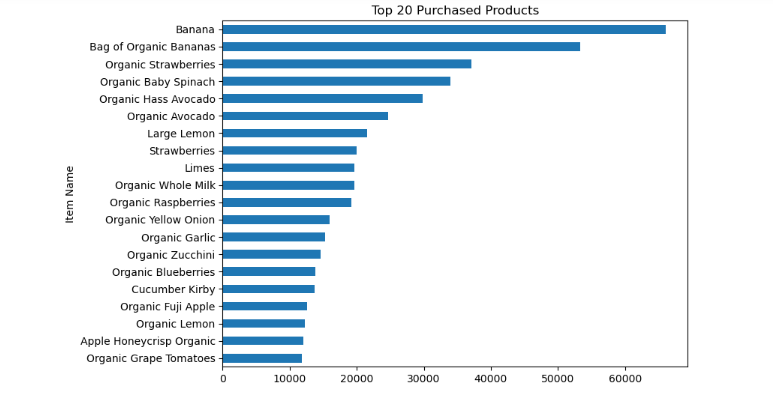 Top 20 Purchased Products
Banana
Bag of Organic Bananas
Organic Strawberries
Organic Baby Spinach
Organic Hass Avocado
Organic Avocado
Large Lemon
Strawberries
Limes
Organic Whole Milk
Organic Raspberries
Organic Yellow Onion
Organic Garlic
Organic Zucchini
Organic Blueberries
Cucumber Kirby
Organic Fuji Apple
Organic Lemon
Apple Honeycrisp Organic
Organic Grape Tomatoes
Item Name
0 10000 20000 30000 40000 50000 60000